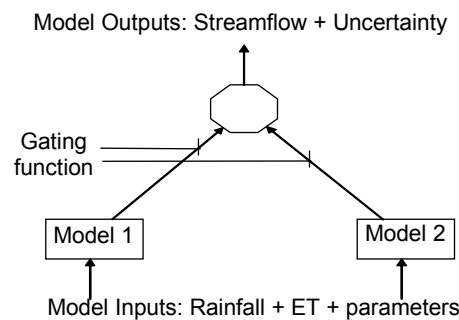 Model Outputs: Streamflow + Uncertainty
Gating
function
Model 1
Model 2
Model Inputs: Rainfall + ET + parameters